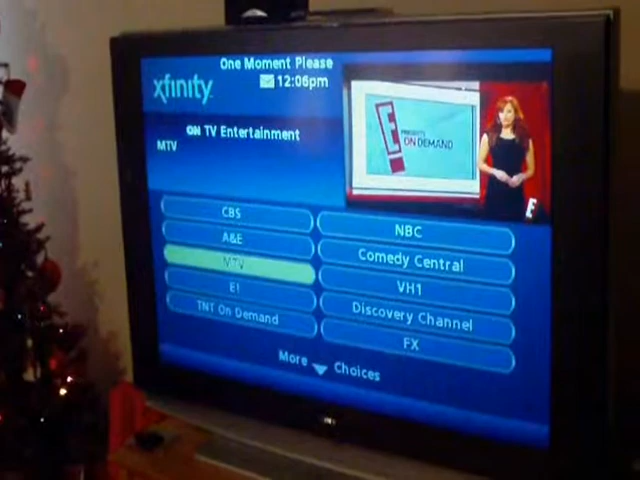 One Moment Please
xfinity
12:06pm
ON TV Entertainment
MTV
E!
PRESENTS
ON DEMAND
E
CBS
NBC
A&E
Comedy Central
MTV
VH1
E!
Discovery Channel
TNT On Demand
FX
More Choices